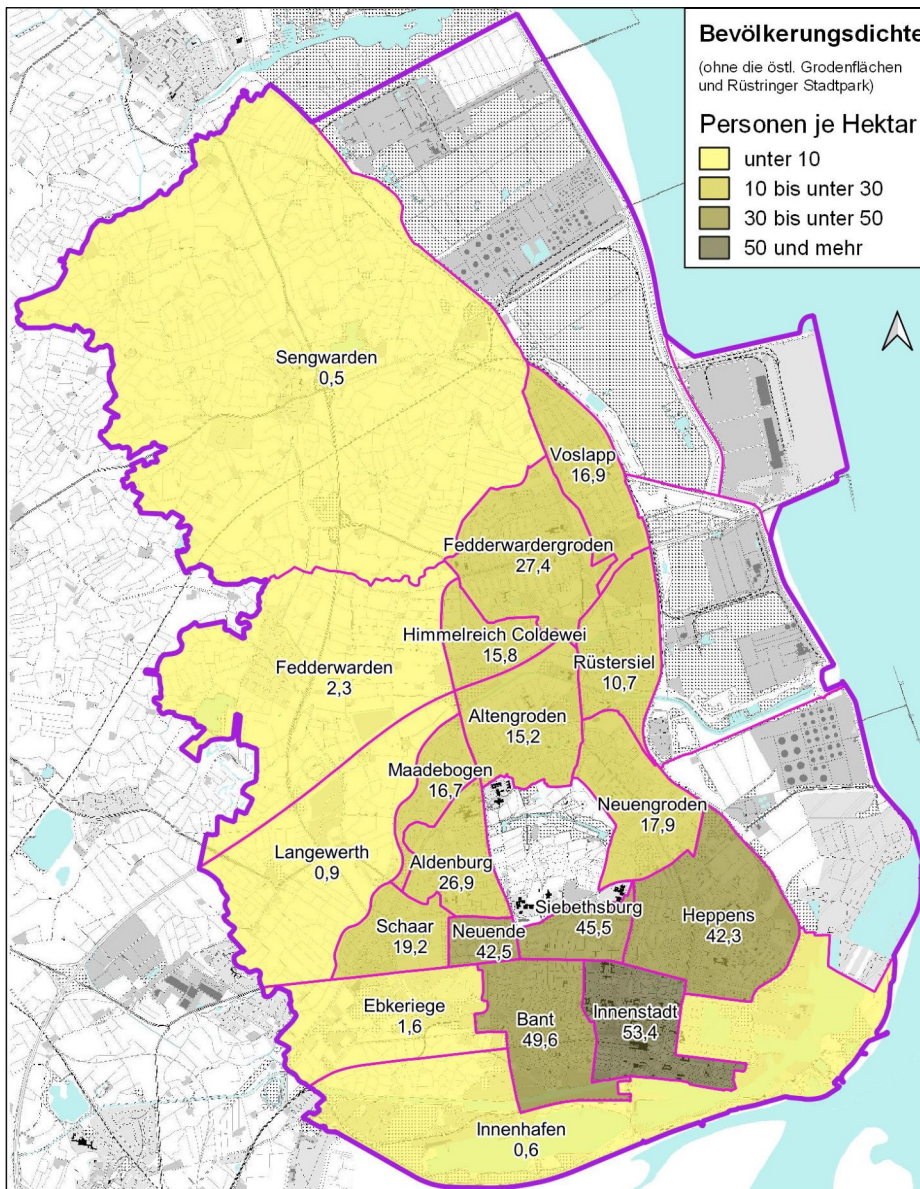 Bevölkerungsdichte
(ohne die östl. Grodenflächen
und Rüstringer Stadtpark)
Personen je Hektar
unter 10
10 bis unter 30
30 bis unter 50
50 und mehr
Sengwarden
0,5
Voslapp
16,9
Fedderwardergroden
27,4
Himmelreich Coldewei
15,8
Fedderwarden
2,3
Rüstersiel
10,7
Altengroden
15,2
Maadebogen
16,7
Neuengroden
17,9
Langewerth
0,9
Aldenburg
26,9
Siebethsburg
45,5
Heppens
42,3
Schaar
19,2
Neuende
42,5
Ebkeriege
1,6
Bant
49,6
Innenstadt
53,4
Innenhafen
0,6